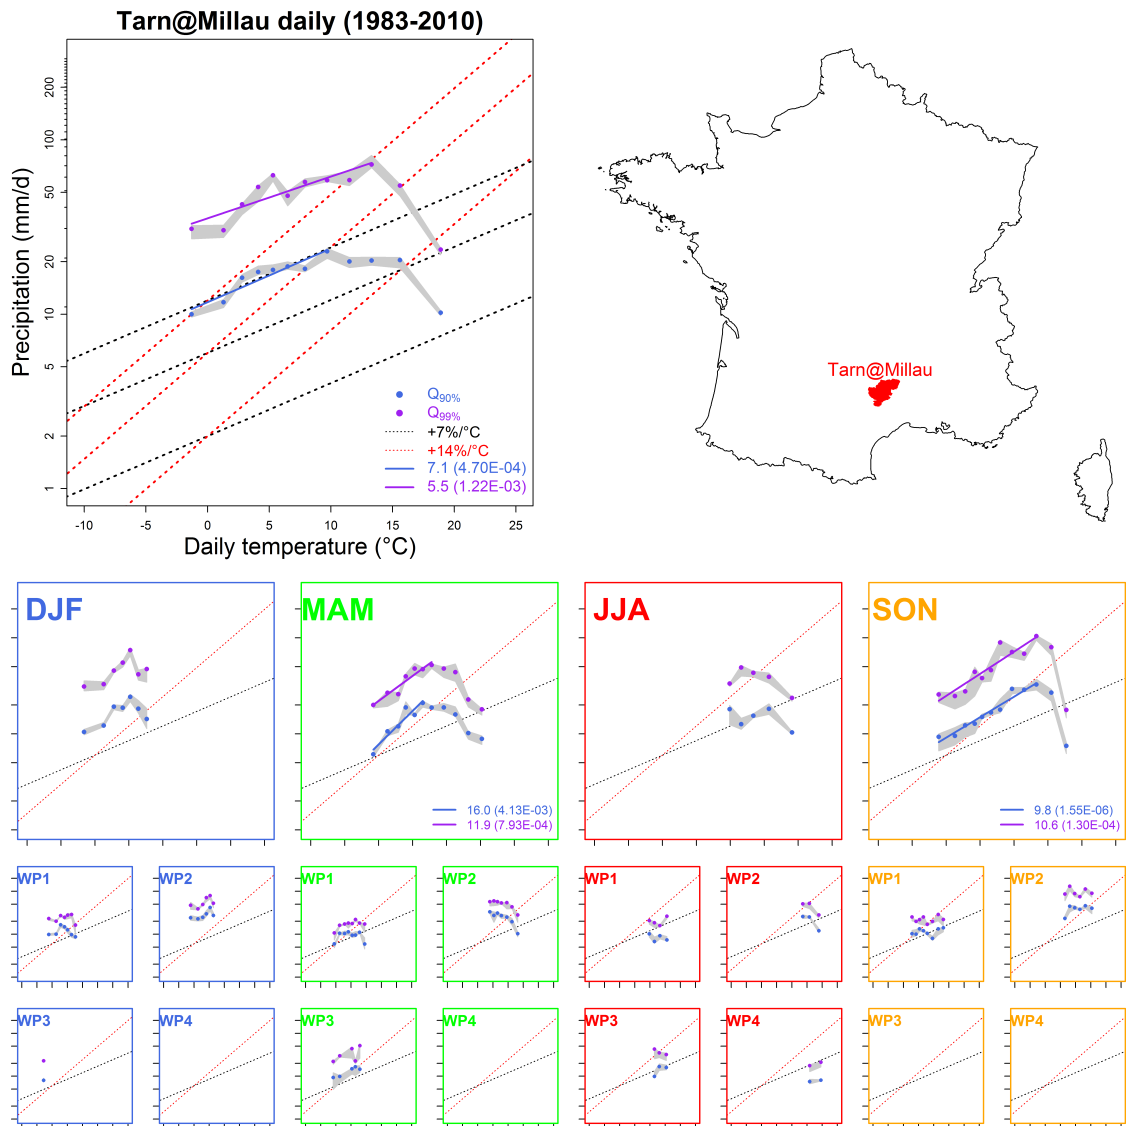 Tarn@Millau daily (1983-2010)
Precipitation (mm/d)
200
100
50
20
10
5
2
1
Q90%
Q99%
+7%/°C
+14%/°C
7.1 (4.70E-04)
5.5 (1.22E-03)
-10 -5 0 5 10 15 20 25
Daily temperature (°C)
Tarn@Millau
DJF
MAM
16.0 (4.13E-03)
11.9 (7.93E-04)
JJA
SON
9.8 (1.55E-06)
10.6 (1.30E-04)
WP1 WP2 WP1 WP2 WP1 WP2 WP1 WP2
WP3 WP4 WP3 WP4 WP3 WP4 WP3 WP4